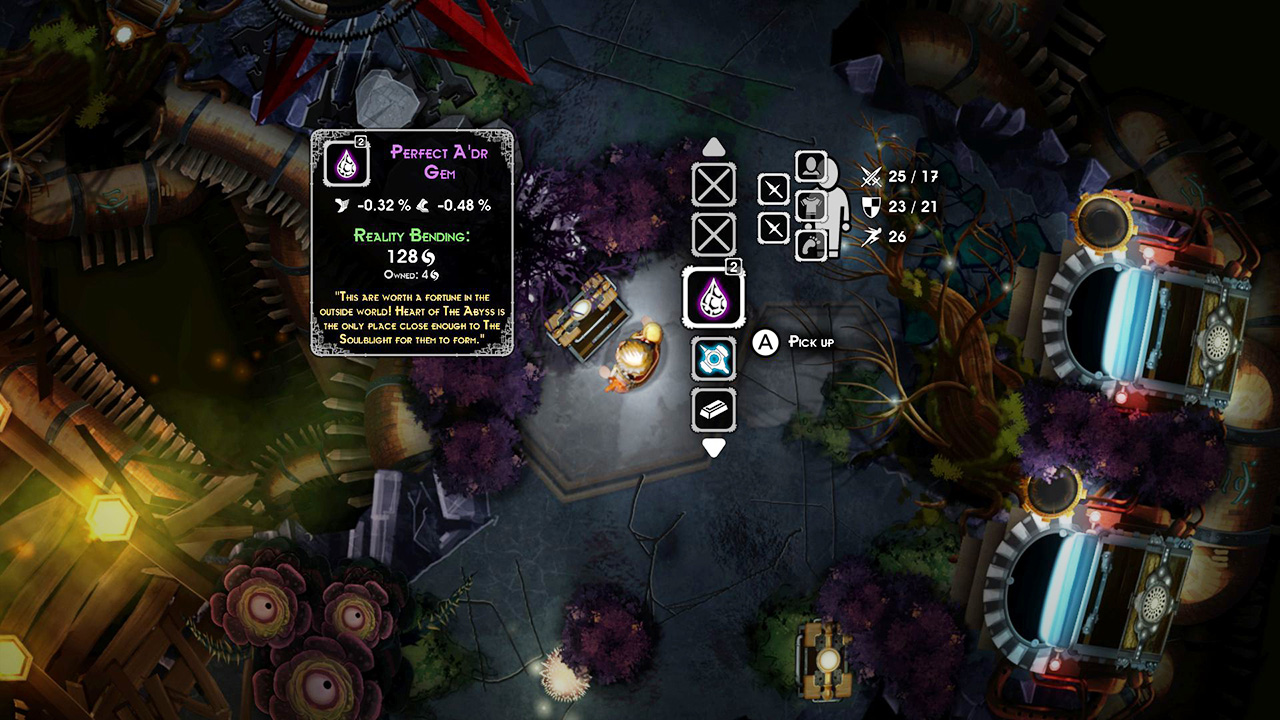 2
Perfect A'dr
Gem
-0.32 % -0.48 %
Reality Bending:
128
Owned: 4
"This are worth a fortune in the
outside world! Heart of The Abyss is
the only place close enough to The
Soulblight for them to form."
25 / 17
23 / 21
26
2
A Pick up